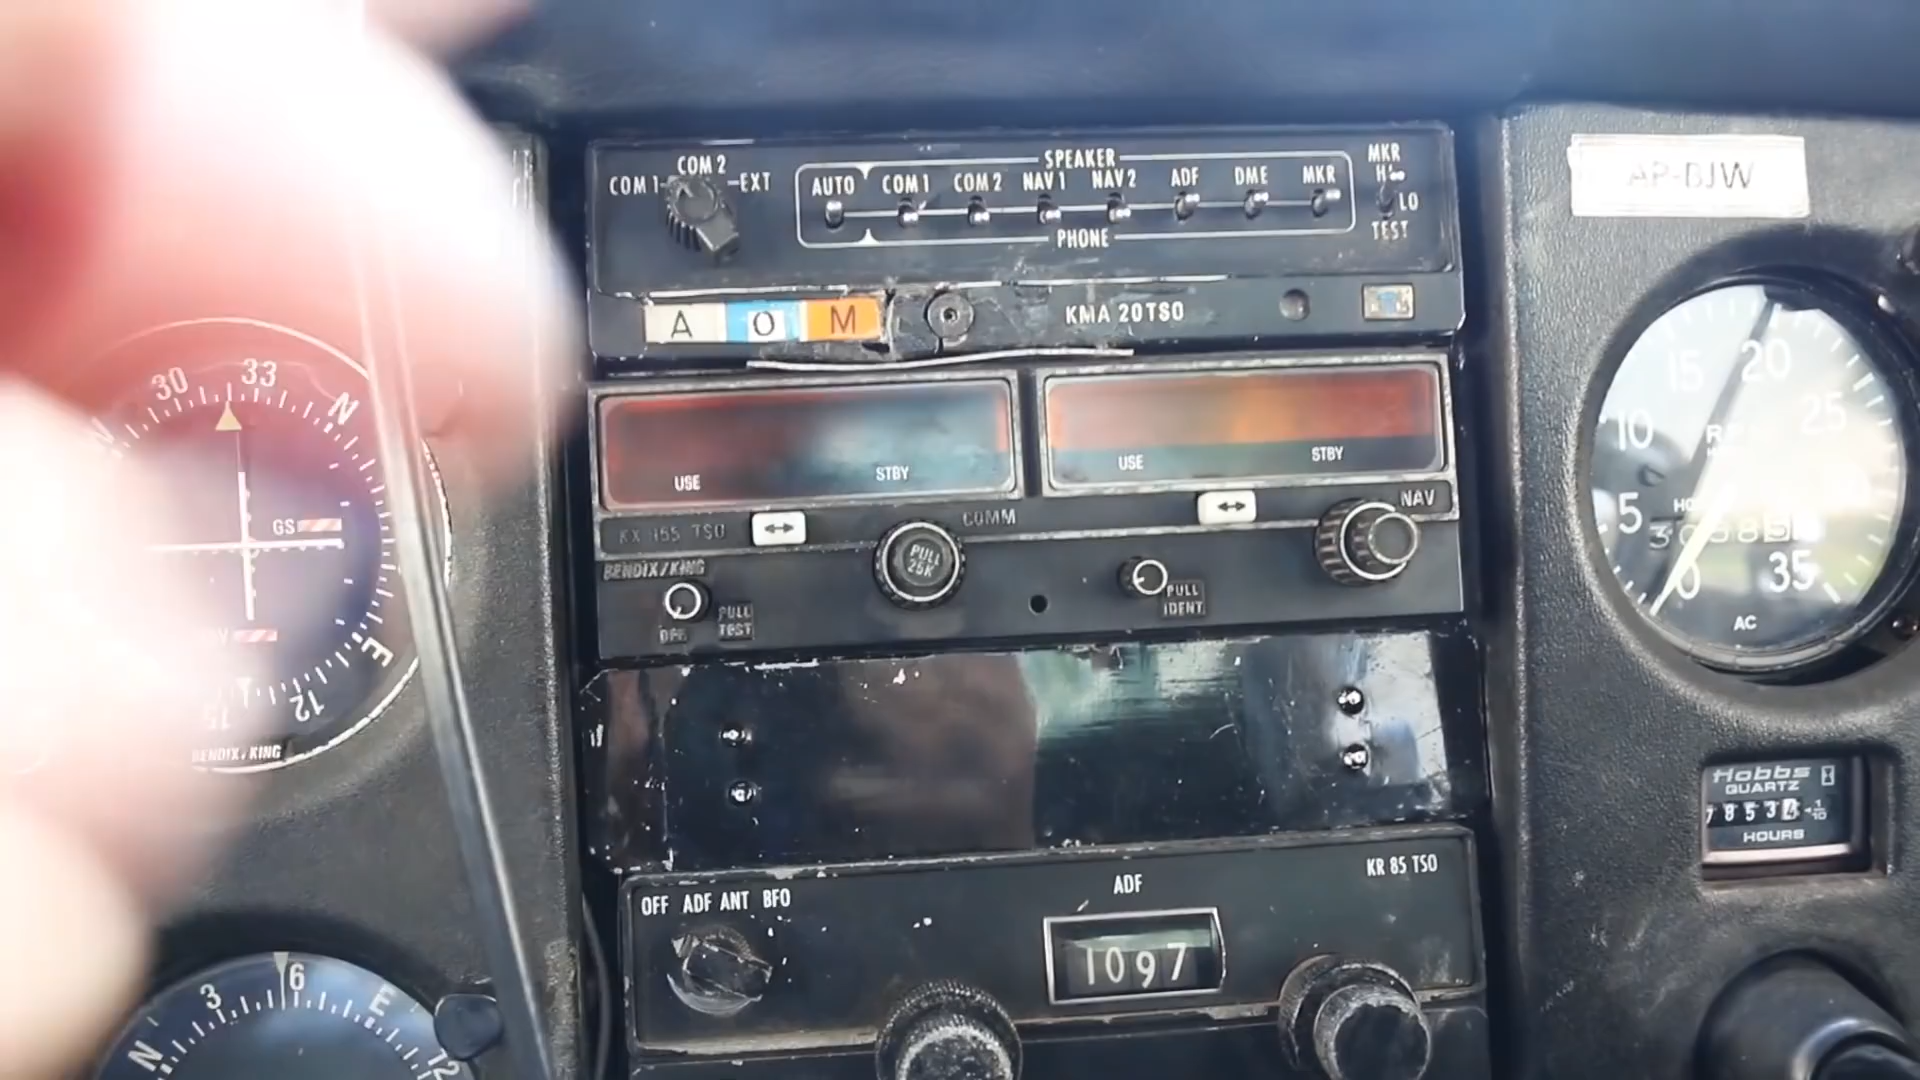 COM 1 COM 2 EXT
SPEAKER
AUTO COM 1 COM 2 NAV 1 NAV 2 ADF DME MKR
PHONE
MKR
HI
LO
TEST
A O M
KMA 20 TSO
AP-BJW
USE STBY
USE STBY
KX 155 TSO
COMM
NAV
BENDIX/KING
PULL
25K
OFF
PULL
TEST
PULL
IDENT
30 33 N
GS
E
12
15
BENDIX/KING
5 10 15 20 25
35
0
AC
Hobbs
QUARTZ
78534 1/10
HOURS
OFF ADF ANT BFO
ADF
KR 85 TSO
1097
N 3 6 E 12